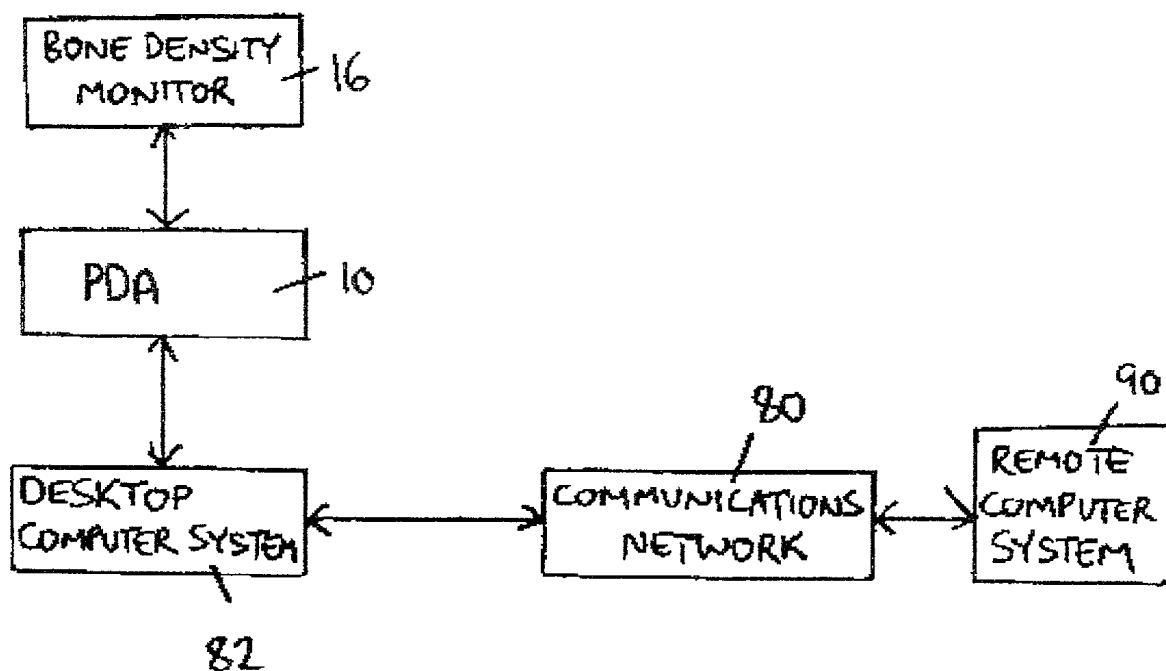 BONE DENSITY
MONITOR
16
PDA
10
DESKTOP
COMPUTER SYSTEM
82
80
COMMUNICATIONS
NETWORK
90
REMOTE
COMPUTER
SYSTEM